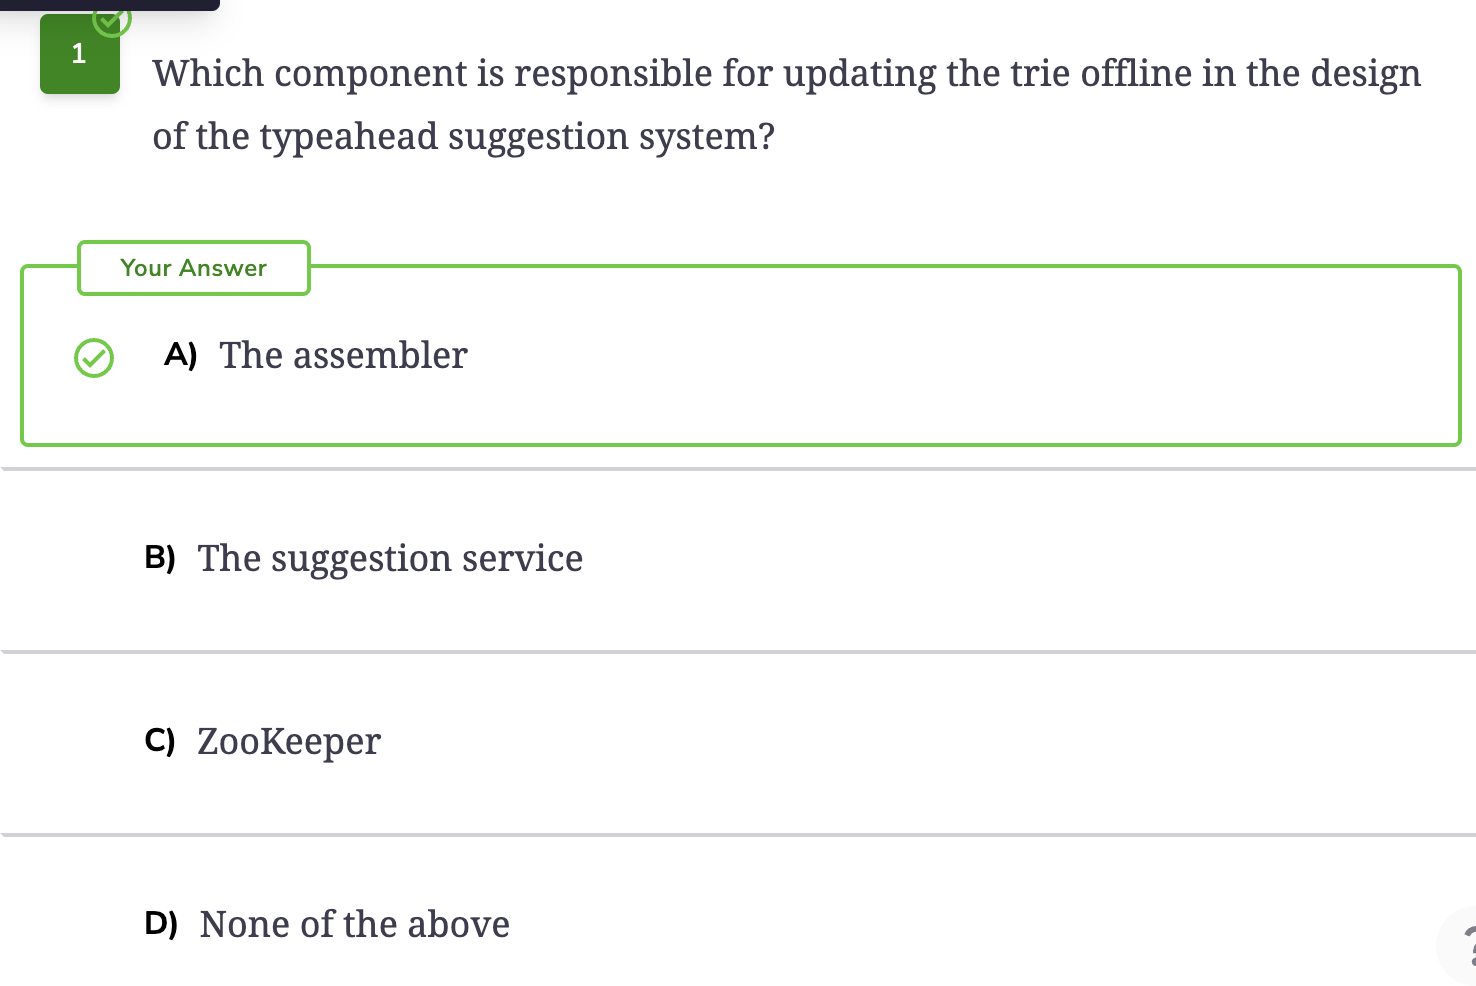 1
Which component is responsible for updating the trie offline in the design
of the typeahead suggestion system?
Your Answer
A) The assembler
B) The suggestion service
C) ZooKeeper
D) None of the above
?